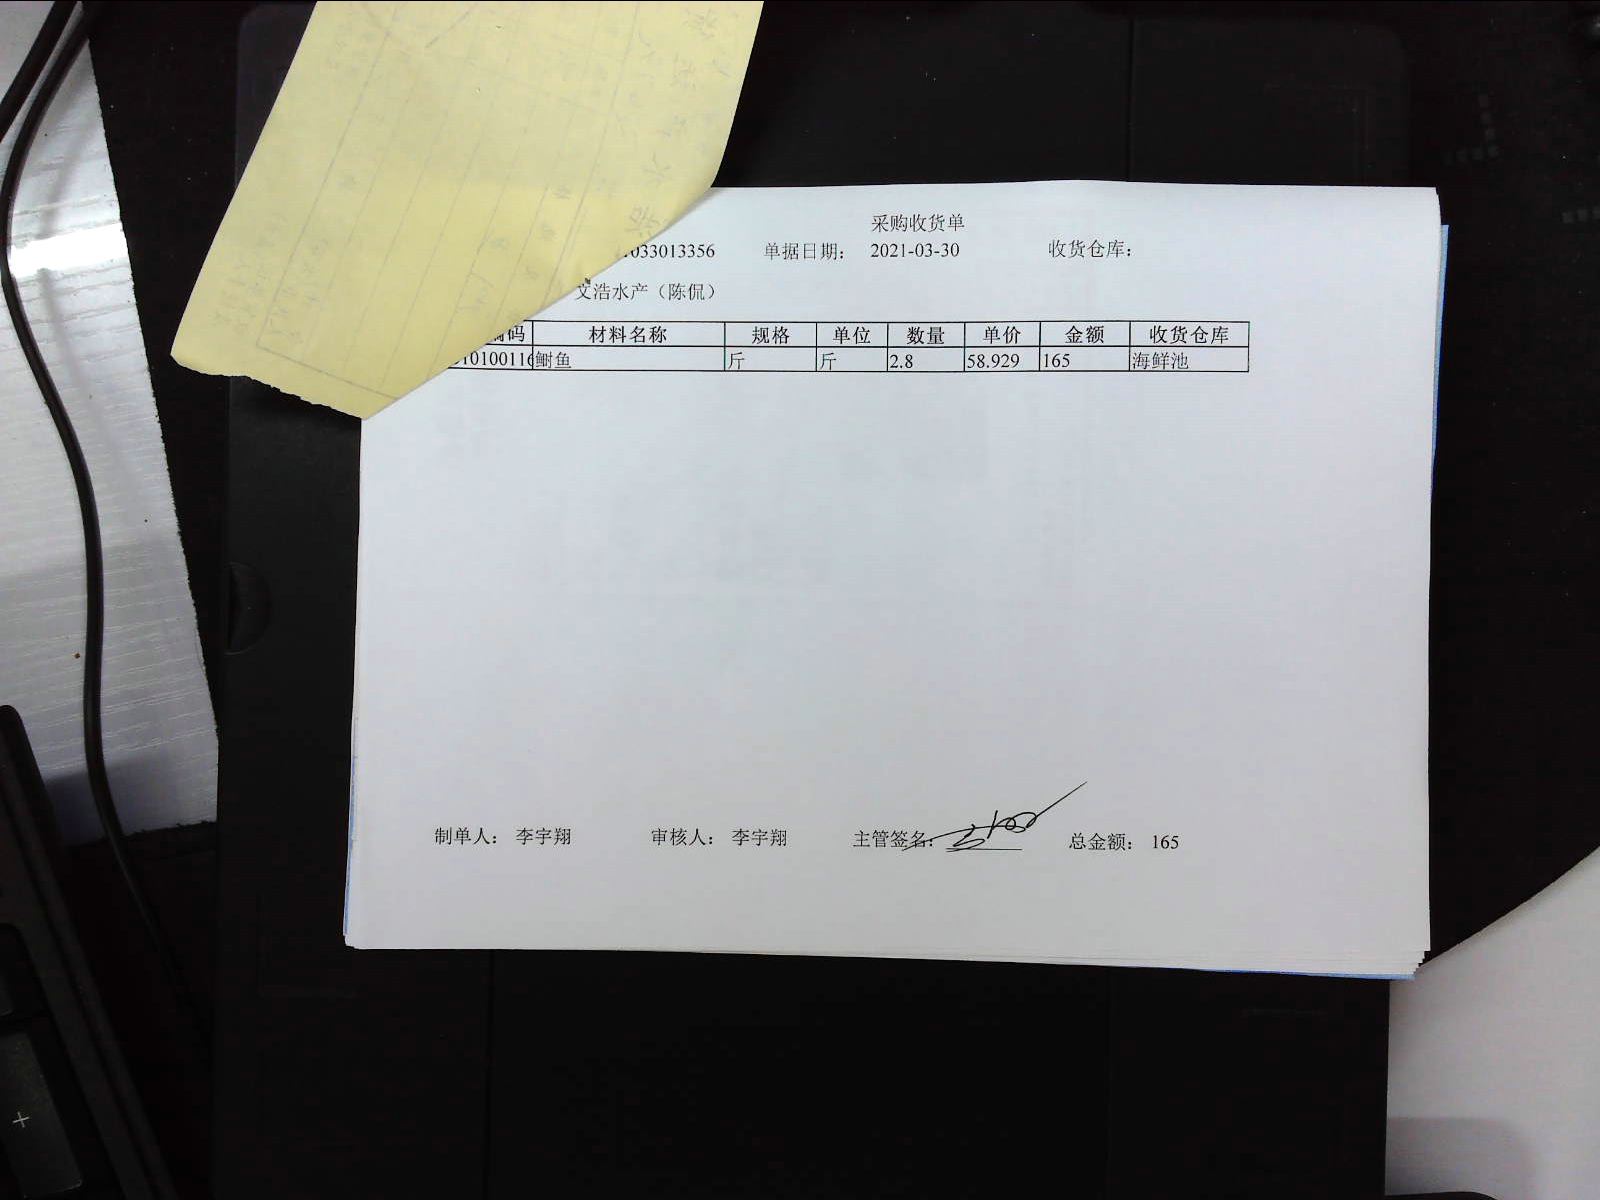 采购收货单
033013356 单据日期: 2021-03-30 收货仓库:
文浩水产（陈侃）
编码 材料名称 规格 单位 数量 单价 金额 收货仓库
10100116 鲥鱼 斤 斤 2.8 58.929 165 海鲜池
制单人: 李宇翔 审核人: 李宇翔 主管签名: 总金额: 165